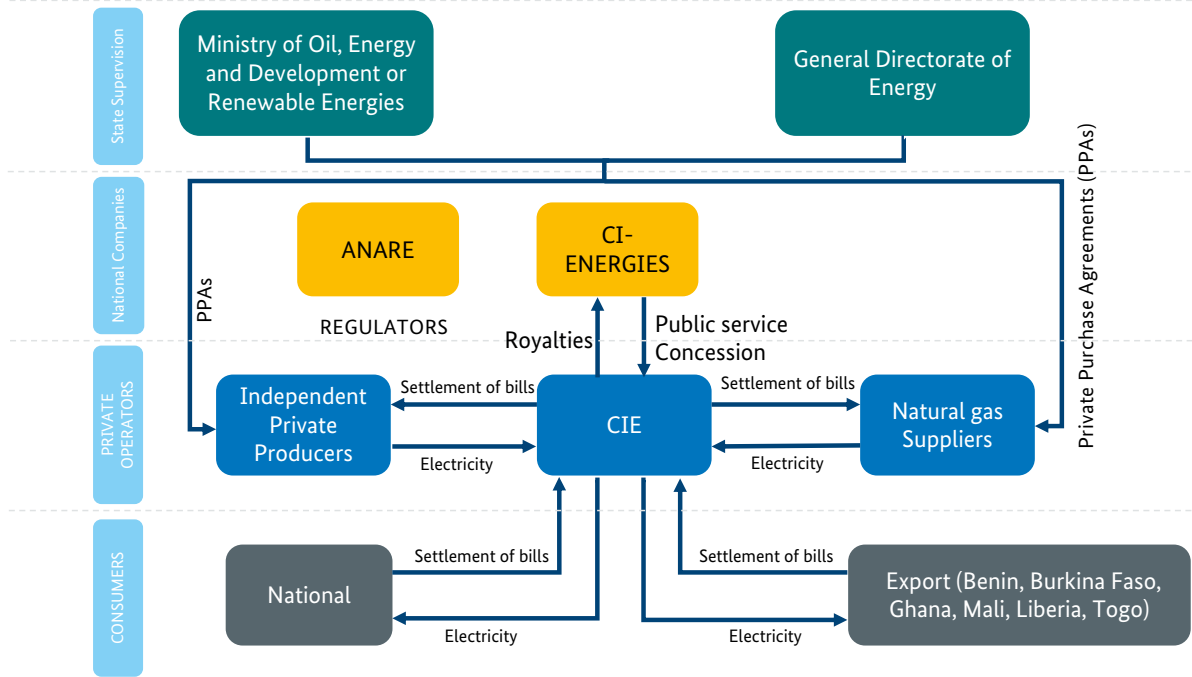 State Supervision
Ministry of Oil, Energy
and Development or
Renewable Energies
General Directorate of
Energy
National Companies
PPAs
ANARE
REGULATORS
CI-
ENERGIES
Royalties
Public service
Concession
Private Purchase Agreements (PPAs)
PRIVATE
OPERATORS
Independent
Private
Producers
Settlement of bills
Electricity
CIE
Settlement of bills
Electricity
Natural gas
Suppliers
CONSUMERS
National
Settlement of bills
Electricity
Settlement of bills
Electricity
Export (Benin, Burkina Faso,
Ghana, Mali, Liberia, Togo)